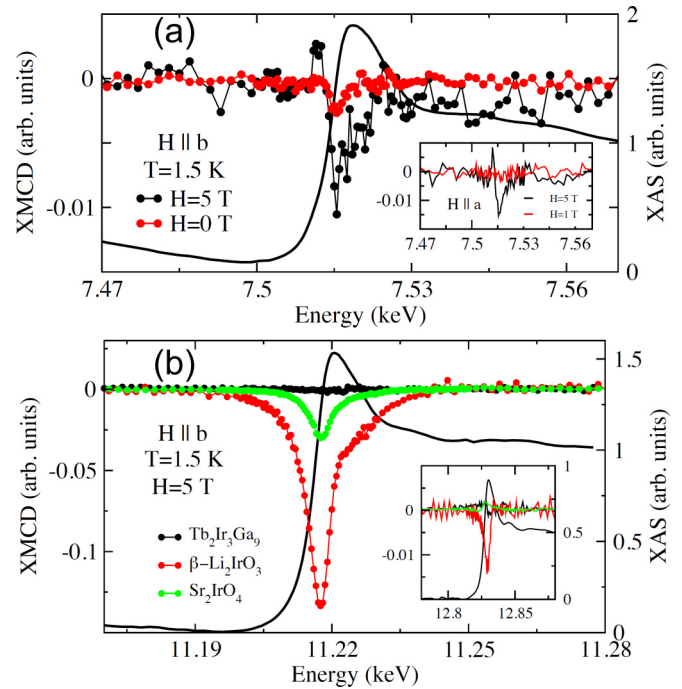 (a)
2
0
-0.01
1
0
XMCD (arb. units)
XAS (arb. units)
H || b
T=1.5 K
H=5 T
H=0 T
0
-0.01
H || a
H=5 T
H=1 T
7.47 7.5 7.53 7.56
7.47 7.5 7.53 7.56
Energy (keV)
(b)
0
-0.05
-0.1
1.5
1
0.5
0
XMCD (arb. units)
XAS (arb. units)
H || b
T=1.5 K
H=5 T
Tb₂Ir₃Ga₉
β−Li₂IrO₃
Sr₂IrO₄
0
-0.01
1
0.5
0
12.8 12.85
11.19 11.22 11.25 11.28
Energy (keV)